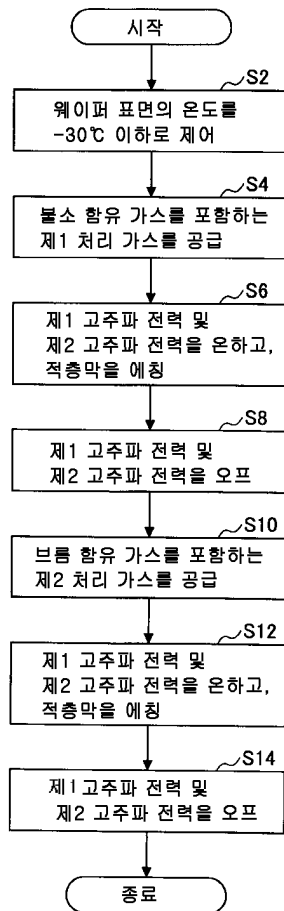 시작
S2
웨이퍼 표면의 온도를
-30℃ 이하로 제어
S4
불소 함유 가스를 포함하는
제1 처리 가스를 공급
S6
제1 고주파 전력 및
제2 고주파 전력을 온하고,
적층막을 에칭
S8
제1 고주파 전력 및
제2 고주파 전력을 오프
S10
브롬 함유 가스를 포함하는
제2 처리 가스를 공급
S12
제1 고주파 전력 및
제2 고주파 전력을 온하고,
적층막을 에칭
S14
제1고주파 전력 및
제2 고주파 전력을 오프
종료